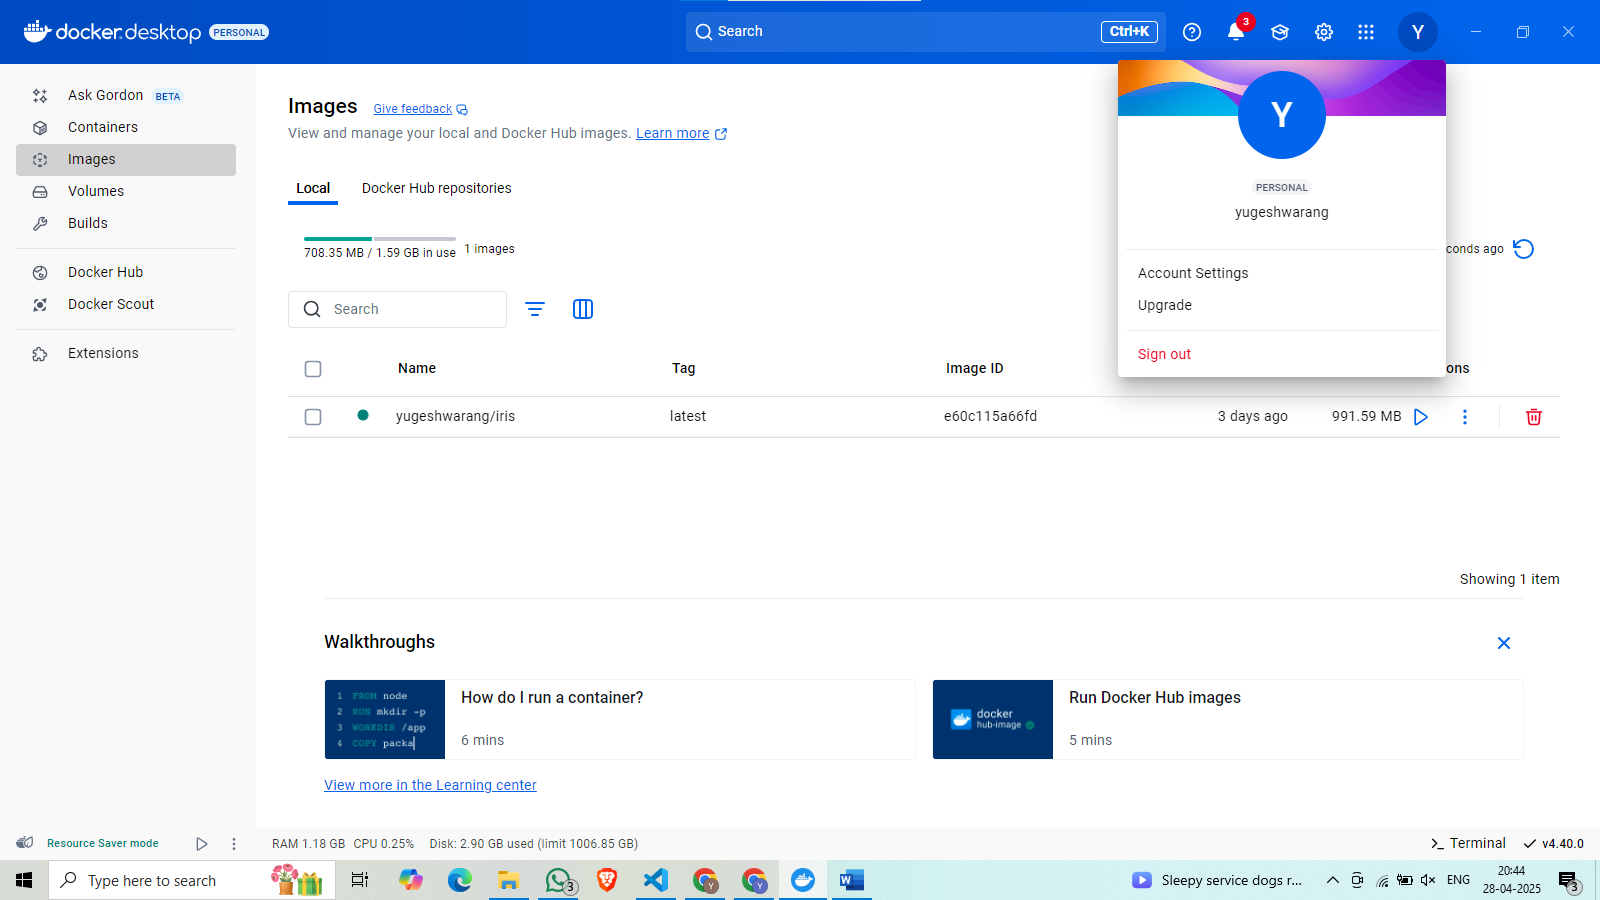 docker.desktop PERSONAL
Search Ctrl+K
3
Y
Ask Gordon BETA
Containers
Images
Volumes
Builds
Docker Hub
Docker Scout
Extensions
Images Give feedback
View and manage your local and Docker Hub images. Learn more
Local Docker Hub repositories
708.35 MB / 1.59 GB in use 1 images
conds ago
Search
Name Tag Image ID ons
yugeshwarang/iris latest e60c115a66fd 3 days ago 991.59 MB
Y
PERSONAL
yugeshwarang
Account Settings
Upgrade
Sign out
Showing 1 item
Walkthroughs
1 FROM node
2 RUN mkdir -p
3 WORKDIR /app
4 COPY packa
How do I run a container?
6 mins
docker
hub-image
Run Docker Hub images
5 mins
View more in the Learning center
Resource Saver mode
RAM 1.18 GB CPU 0.25% Disk: 2.90 GB used (limit 1006.85 GB)
Terminal v4.40.0
Type here to search
3
Y
Y
W
Sleepy service dogs r...
ENG
20:44
28-04-2025
3